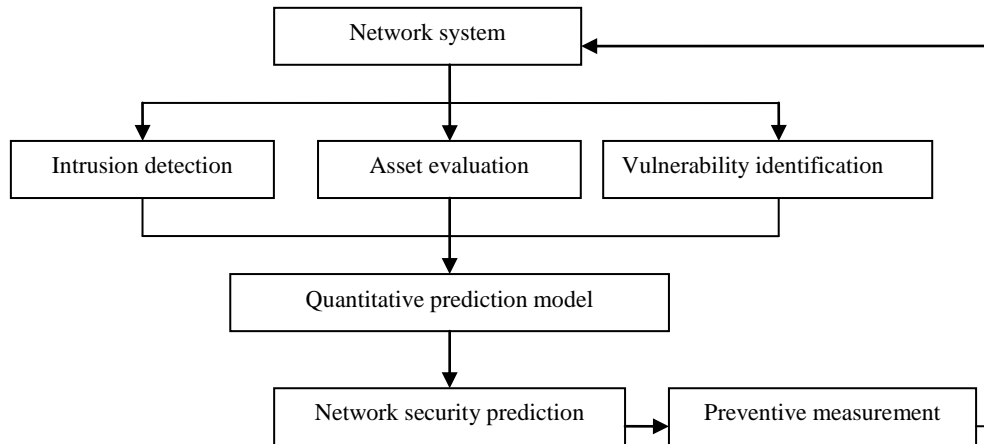 Network system
Intrusion detection
Asset evaluation
Vulnerability identification
Quantitative prediction model
Network security prediction
Preventive measurement